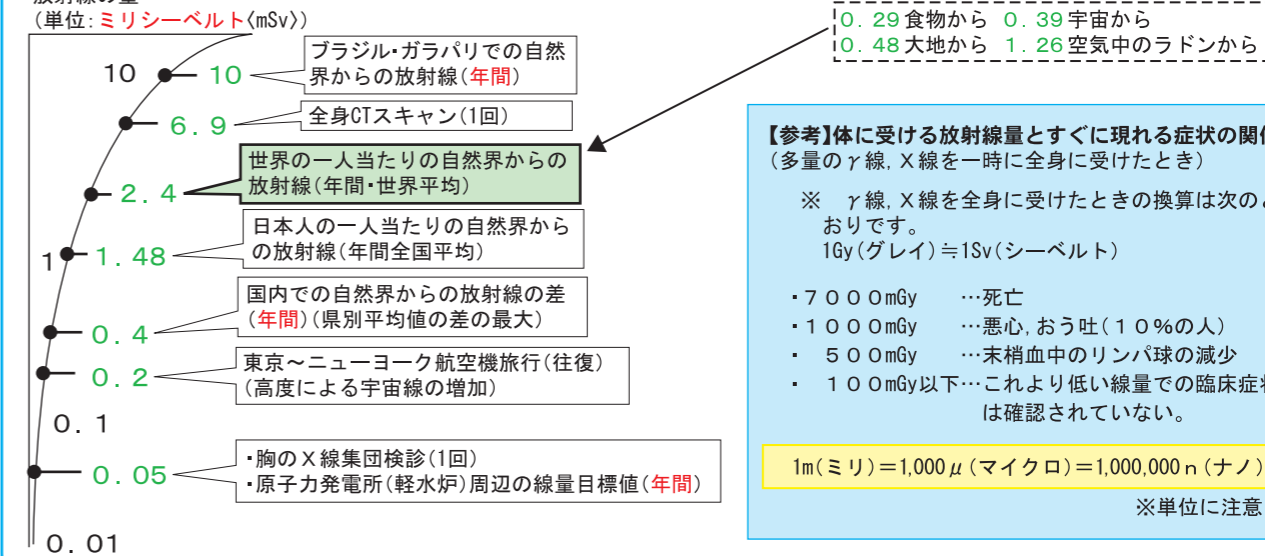 (単位:ミリシーベルト〈mSv〉)
10
10
ブラジル・ガラパリでの自然
界からの放射線(年間)
6.9
全身CTスキャン(1回)
2.4
世界の一人当たりの自然界からの
放射線(年間・世界平均)
1
1.48
日本人の一人当たりの自然界から
の放射線(年間全国平均)
0.4
国内での自然界からの放射線の差
(年間)(県別平均値の差の最大)
0.2
東京~ニューヨーク航空機旅行(往復)
(高度による宇宙線の増加)
0.1
0.05
・胸のX線集団検診(1回)
・原子力発電所(軽水炉)周辺の線量目標値(年間)
0.01
0.29食物から 0.39宇宙から
0.48大地から 1.26空気中のラドンから
【参考】体に受ける放射線量とすぐに現れる症状の関係
(多量のγ線,X線を一時に全身に受けたとき)
※ γ線,X線を全身に受けたときの換算は次のと
おりです。
1Gy(グレイ)≒1Sv(シーベルト)
・7000mGy …死亡
・1000mGy …悪心,おう吐(10%の人)
・ 500mGy …末梢血中のリンパ球の減少
・ 100mGy以下…これより低い線量での臨床症
は確認されていない。
1m(ミリ)=1,000μ(マイクロ)=1,000,000n(ナノ)
※単位に注意